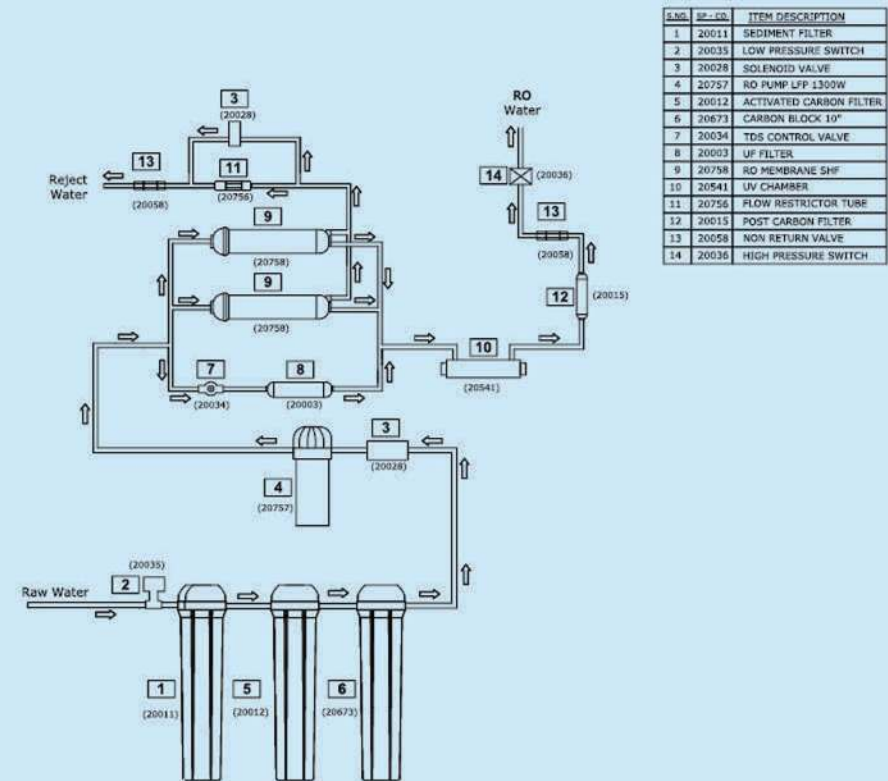 S.NO. SP - CO. ITEM DESCRIPTION
1 20011 SEDIMENT FILTER
2 20035 LOW PRESSURE SWITCH
3 20028 SOLENOID VALVE
4 20757 RO PUMP LFP 1300W
5 20012 ACTIVATED CARBON FILTER
6 20673 CARBON BLOCK 10"
7 20034 TDS CONTROL VALVE
8 20003 UF FILTER
9 20758 RO MEMBRANE SHF
10 20541 UV CHAMBER
11 20756 FLOW RESTRICTOR TUBE
12 20015 POST CARBON FILTER
13 20058 NON RETURN VALVE
14 20036 HIGH PRESSURE SWITCH
RO
Water
3
(20028)
13
11
14 (20036)
Reject
Water
(20058)
(20756)
9
13
(20758)
(20058)
9
12 (20015)
(20758)
10
7
8
(20541)
(20034)
(20003)
3
(20028)
4
(20757)
(20035)
2
Raw Water
1
5
6
(20011)
(20012)
(20673)